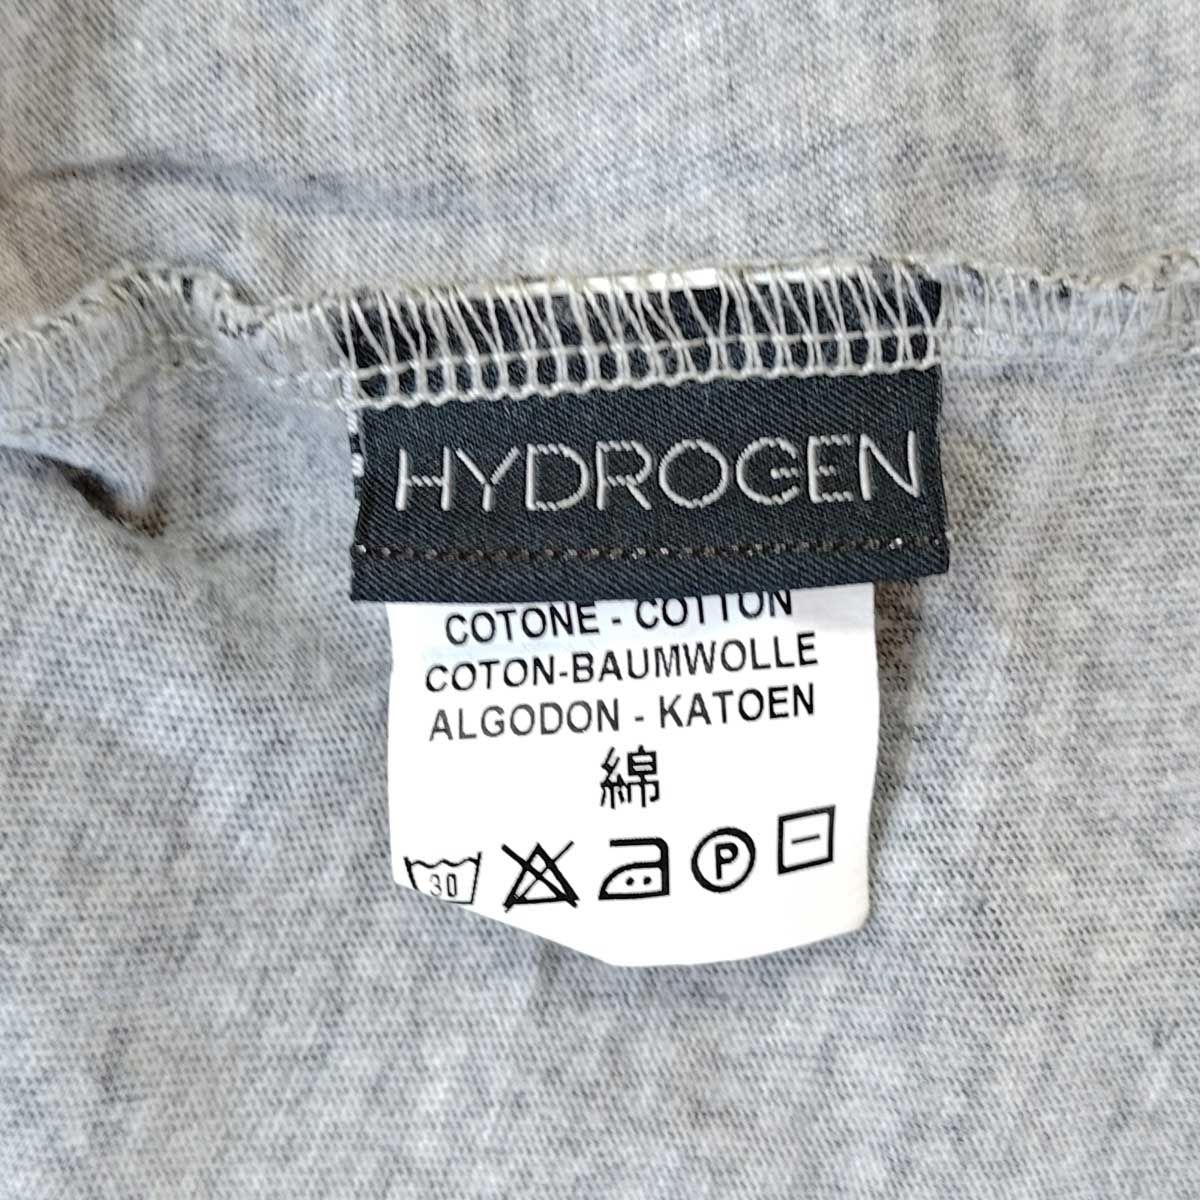 HYDROGEN
COTONE - COTTON
COTON-BAUMWOLLE
ALGODON - KATOEN
綿
30 P